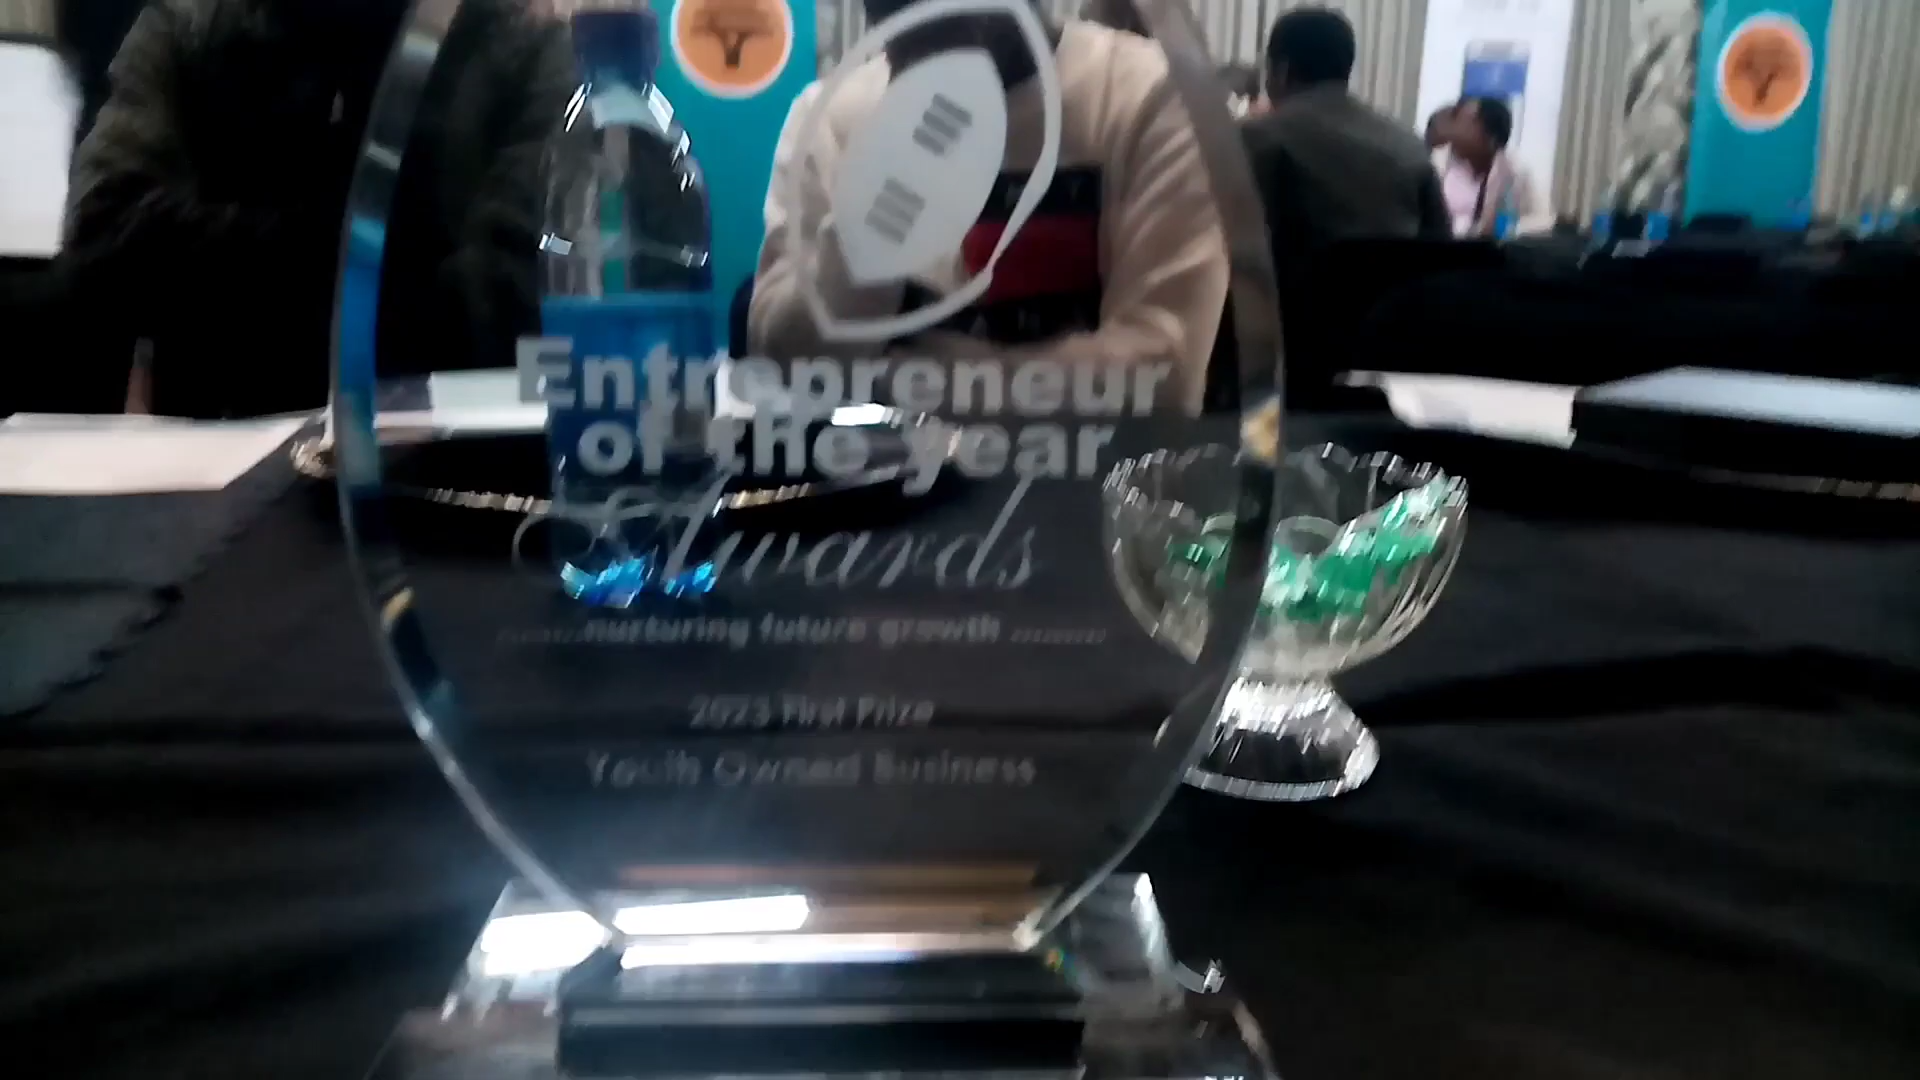 Entrepreneur
of the year
Awards
nurturing future growth
2023 First Prize
Youth Owned Business